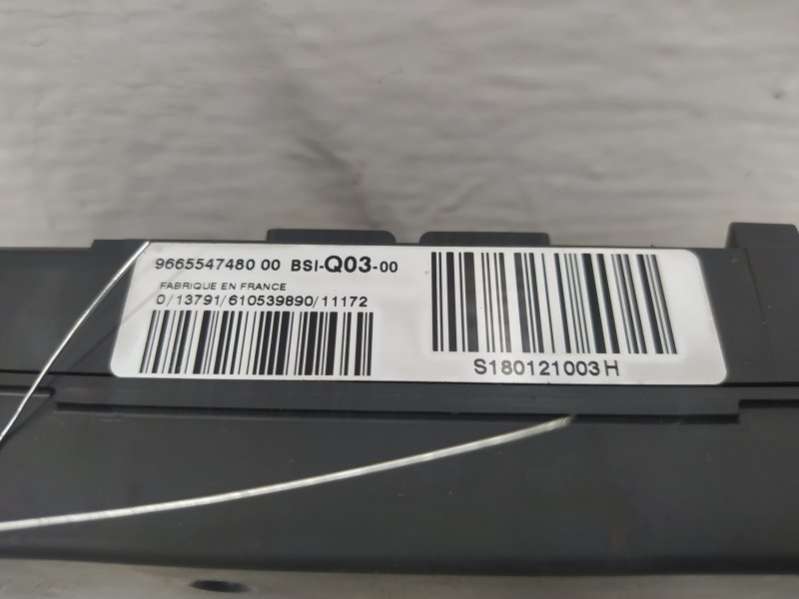 9665547480 00 BSI-Q03-00
FABRIQUE EN FRANCE
0/13791/610539890/11172
S180121003H